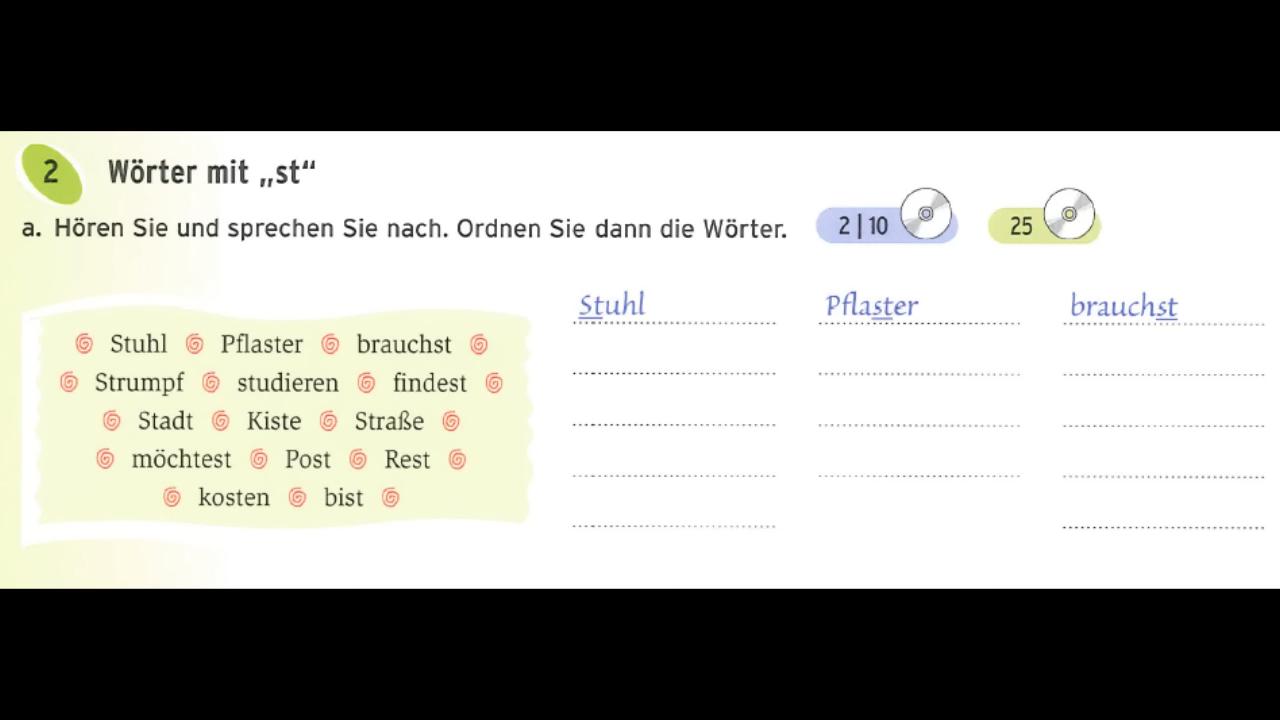 2 Wörter mit „st“
a. Hören Sie und sprechen Sie nach. Ordnen Sie dann die Wörter. 2|10 25
Stuhl Pflaster brauchst
Strumpf studieren findest
Stadt Kiste Straße
möchtest Post Rest
kosten bist
Stuhl Pflaster brauchst